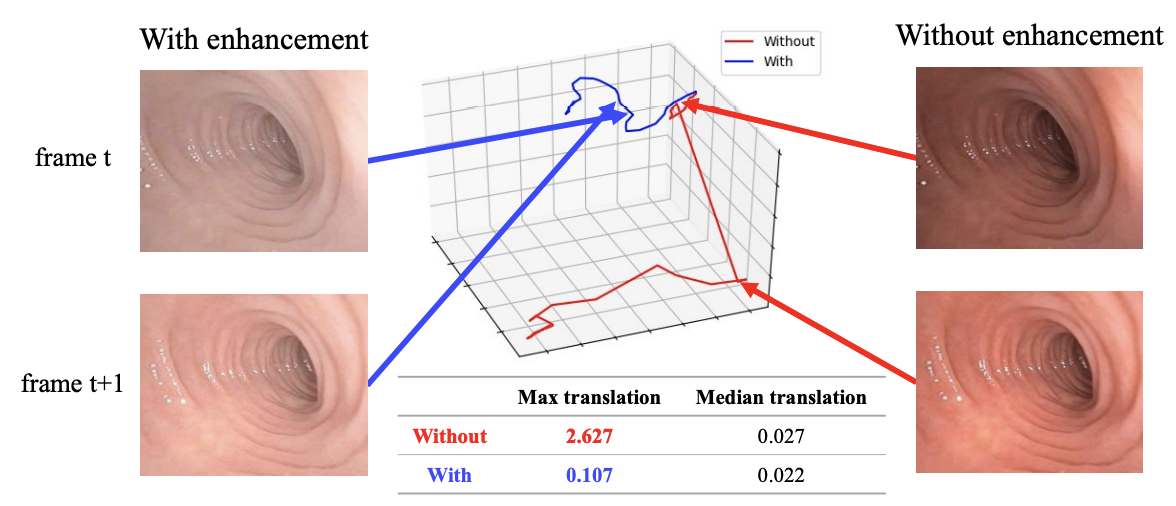 With enhancement
Without enhancement
Without
With
frame t
frame t+1
Max translation Median translation
Without 2.627 0.027
With 0.107 0.022